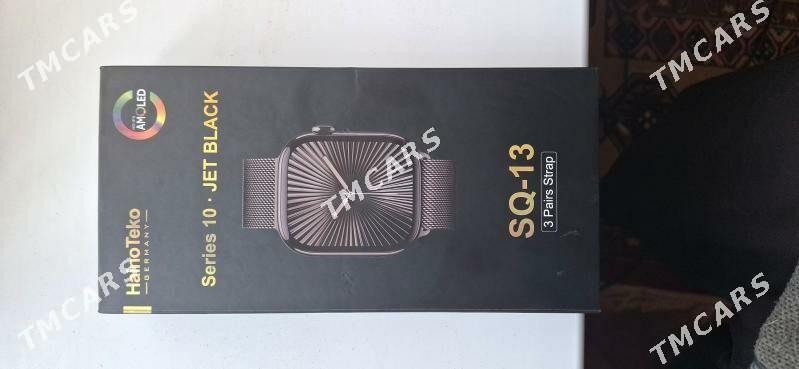 HainoTeko
GERMANY
Series 10 · JET BLACK
AMOLED
SQ-13
3 Pairs Strap
TMCARS
TMCARS
TMCARS
TMCARS
TMCARS
TMCARS
TMCARS